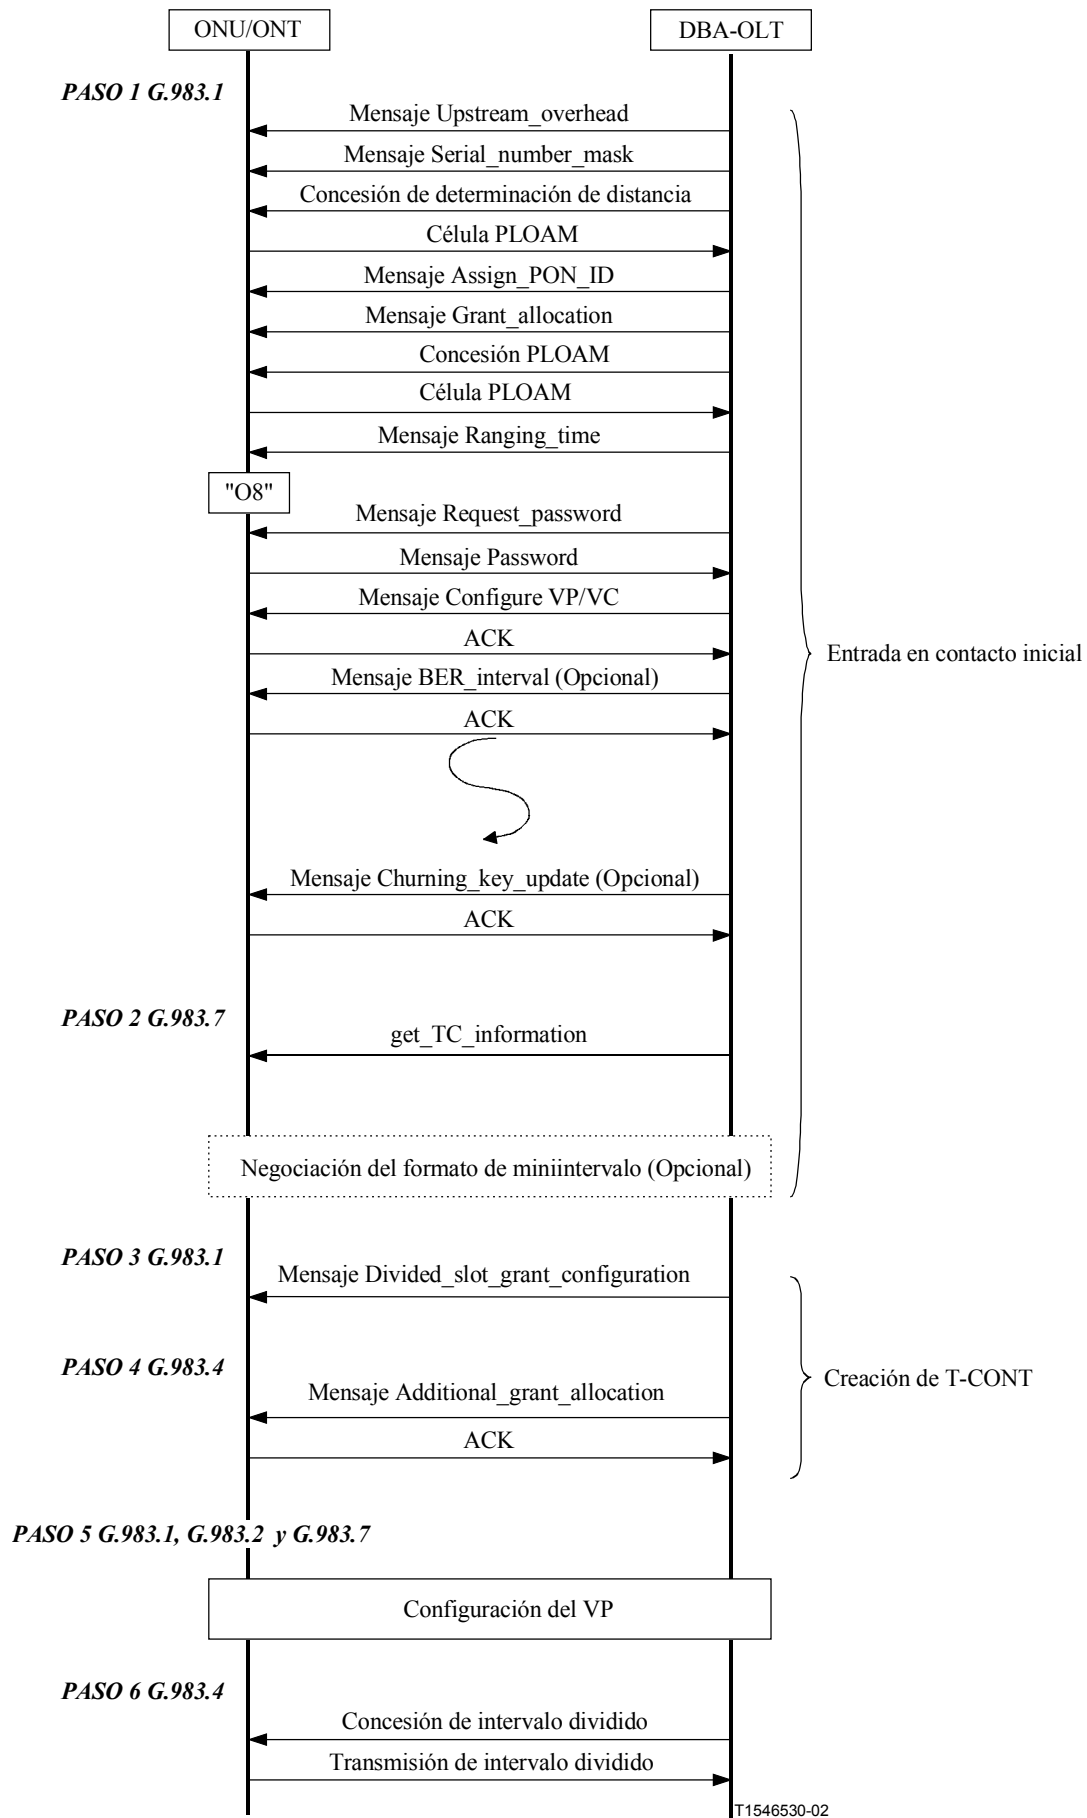 ONU/ONT
DBA-OLT
PASO 1 G.983.1
Mensaje Upstream_overhead
Mensaje Serial_number_mask
Concesión de determinación de distancia
Célula PLOAM
Mensaje Assign_PON_ID
Mensaje Grant_allocation
Concesión PLOAM
Célula PLOAM
Mensaje Ranging_time
"O8"
Mensaje Request_password
Mensaje Password
Mensaje Configure VP/VC
ACK
Entrada en contacto inicial
Mensaje BER_interval (Opcional)
ACK
Mensaje Churning_key_update (Opcional)
ACK
PASO 2 G.983.7
get_TC_information
Negociación del formato de miniintervalo (Opcional)
PASO 3 G.983.1
Mensaje Divided_slot_grant_configuration
PASO 4 G.983.4
Creación de T-CONT
Mensaje Additional_grant_allocation
ACK
PASO 5 G.983.1, G.983.2 y G.983.7
Configuración del VP
PASO 6 G.983.4
Concesión de intervalo dividido
Transmisión de intervalo dividido
T1546530-02